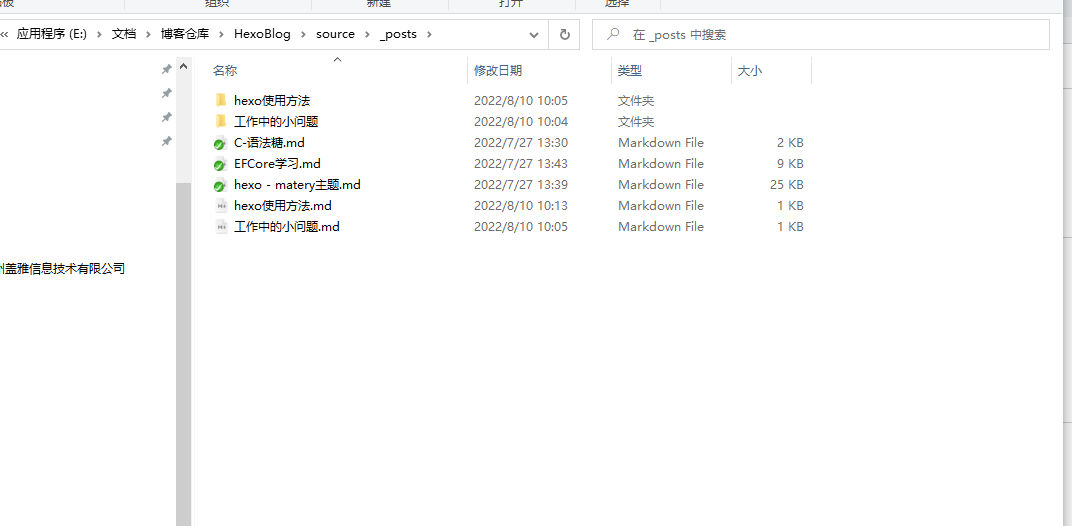 组织 新建 打开 选择
« 应用程序 (E:) › 文档 › 博客仓库 › HexoBlog › source › _posts ›
在 _posts 中搜索
名称 修改日期 类型 大小
hexo使用方法 2022/8/10 10:05 文件夹
工作中的小问题 2022/8/10 10:04 文件夹
C-语法糖.md 2022/7/27 13:30 Markdown File 2 KB
EFCore学习.md 2022/7/27 13:43 Markdown File 9 KB
hexo - matery主题.md 2022/7/27 13:39 Markdown File 25 KB
hexo使用方法.md 2022/8/10 10:13 Markdown File 1 KB
工作中的小问题.md 2022/8/10 10:05 Markdown File 1 KB
盖雅信息技术有限公司